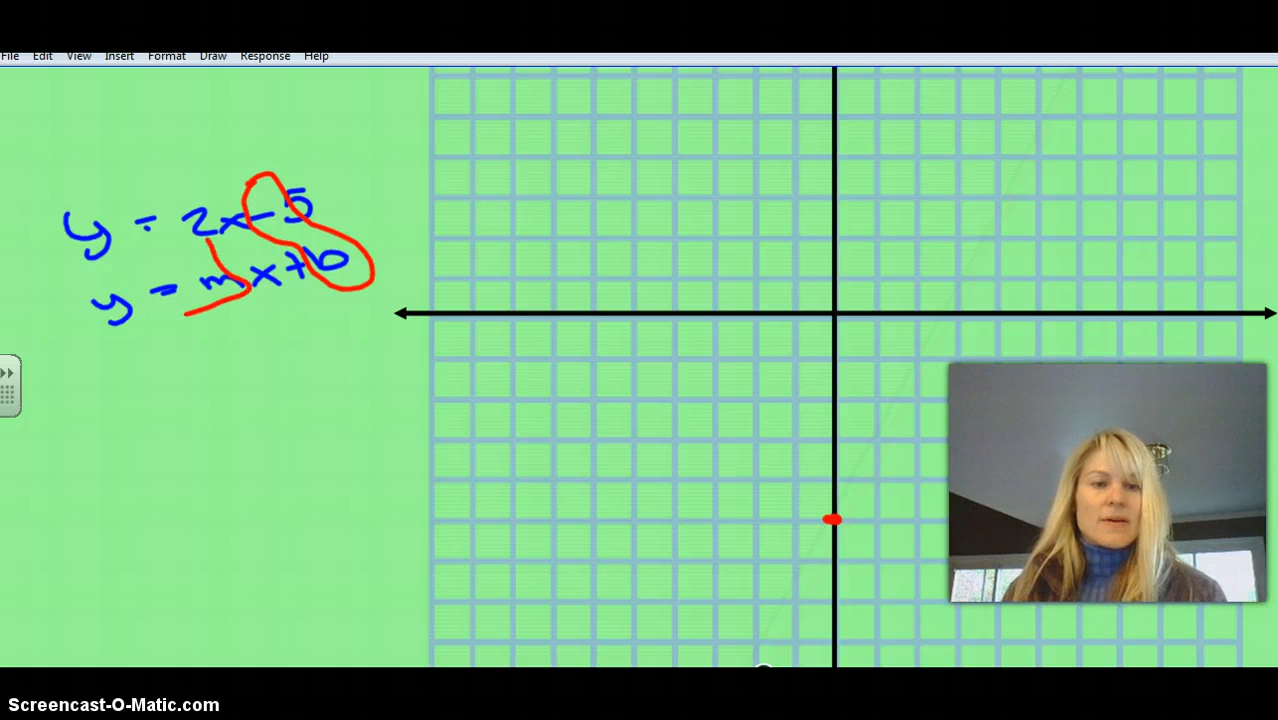 File Edit View Insert Format Draw Response Help
y = 2x - 5
y = mx + b
Screencast-O-Matic.com